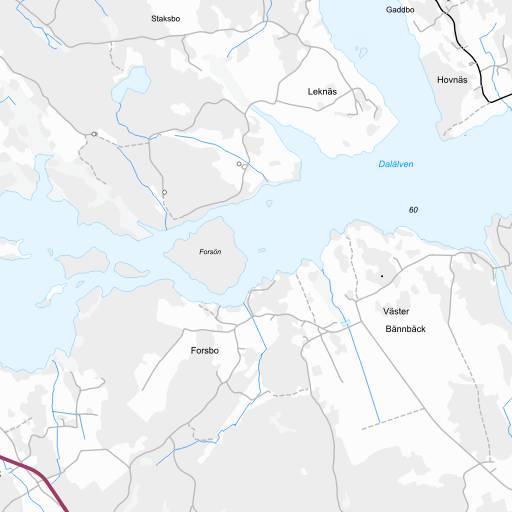 Gaddbo
Staksbo
Hovnäs
Leknäs
Dalälven
60
Forsön
Väster
Bännbäck
Forsbo